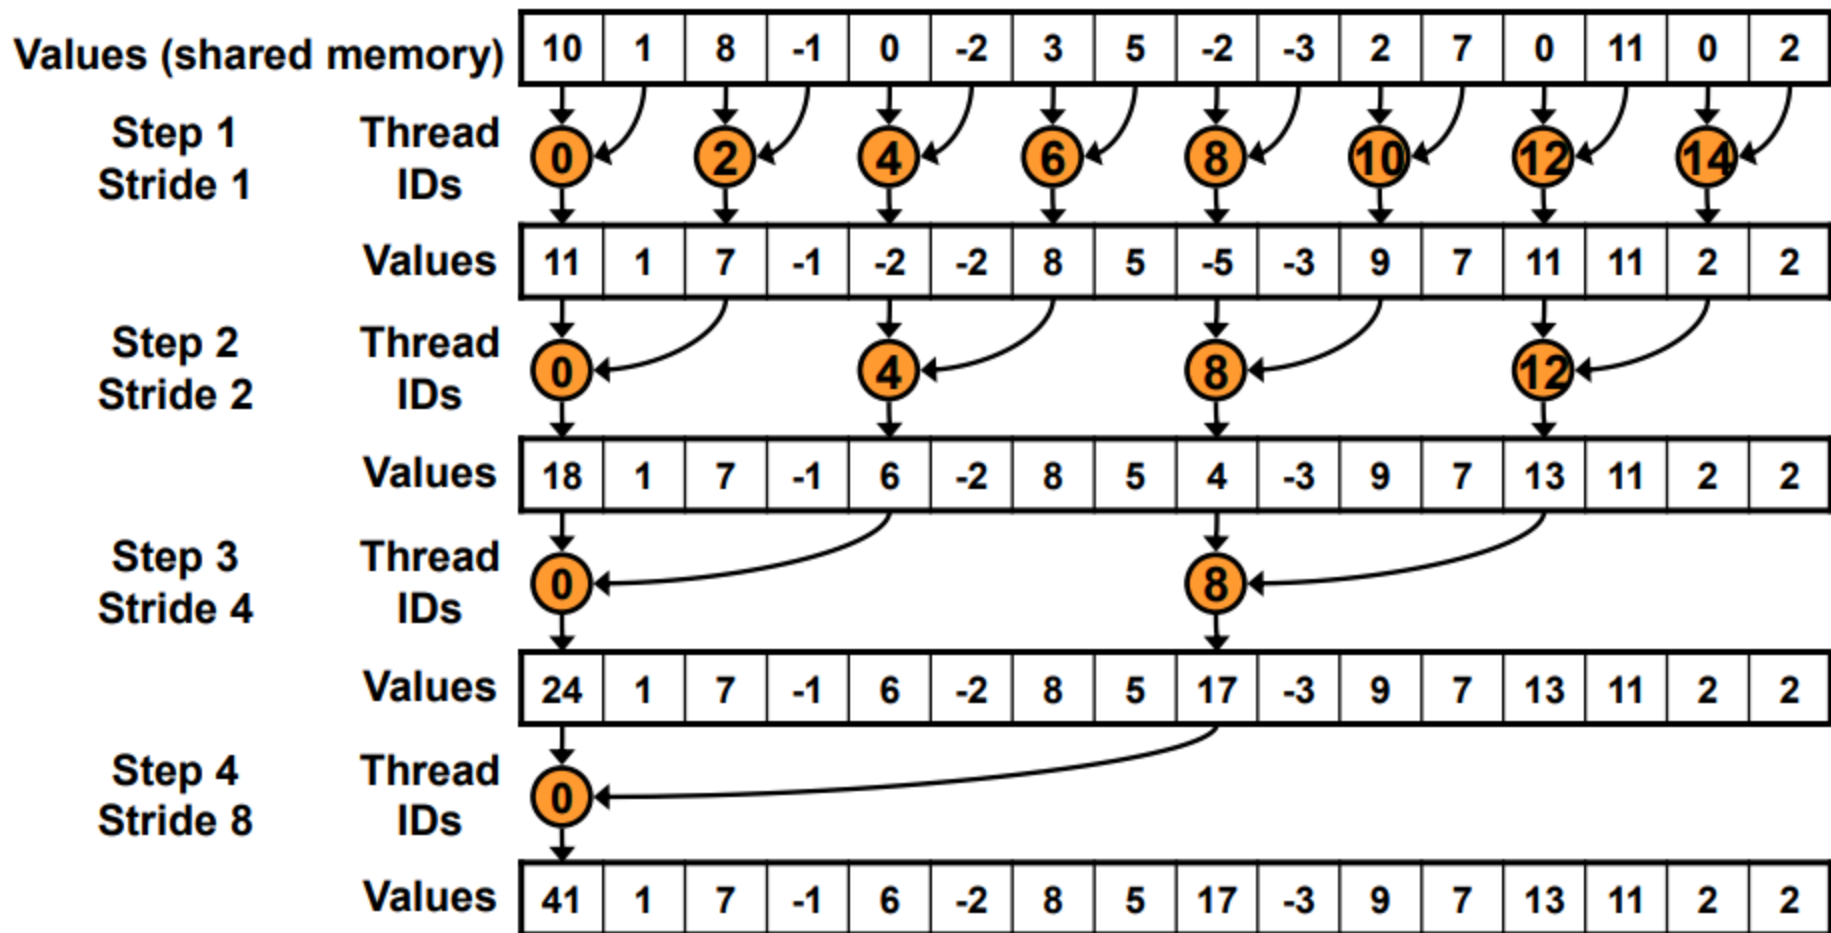 Values (shared memory) 10 1 8 -1 0 -2 3 5 -2 -3 2 7 0 11 0 2
Step 1 Thread
Stride 1 IDs
0 2 4 6 8 10 12 14
Values 11 1 7 -1 -2 -2 8 5 -5 -3 9 7 11 11 2 2
Step 2 Thread
Stride 2 IDs
0 4 8 12
Values 18 1 7 -1 6 -2 8 5 4 -3 9 7 13 11 2 2
Step 3 Thread
Stride 4 IDs
0 8
Values 24 1 7 -1 6 -2 8 5 17 -3 9 7 13 11 2 2
Step 4 Thread
Stride 8 IDs
0
Values 41 1 7 -1 6 -2 8 5 17 -3 9 7 13 11 2 2